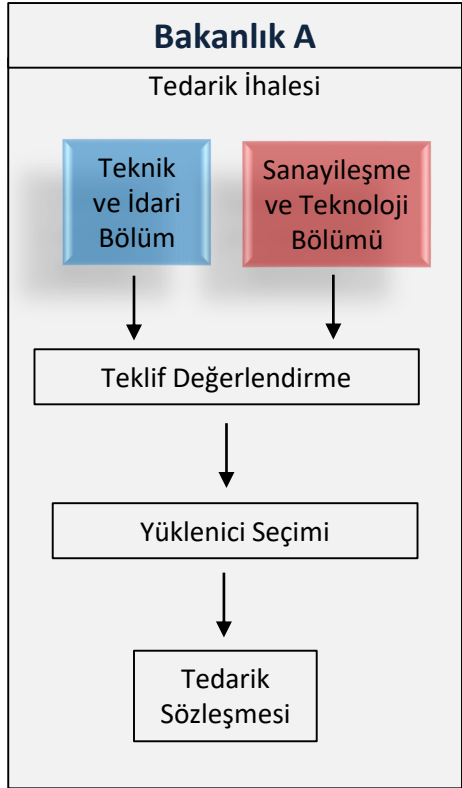 Bakanlık A
Tedarik İhalesi
Teknik
ve İdari
Bölüm
Sanayileşme
ve Teknoloji
Bölümü
Teklif Değerlendirme
Yüklenici Seçimi
Tedarik
Sözleşmesi